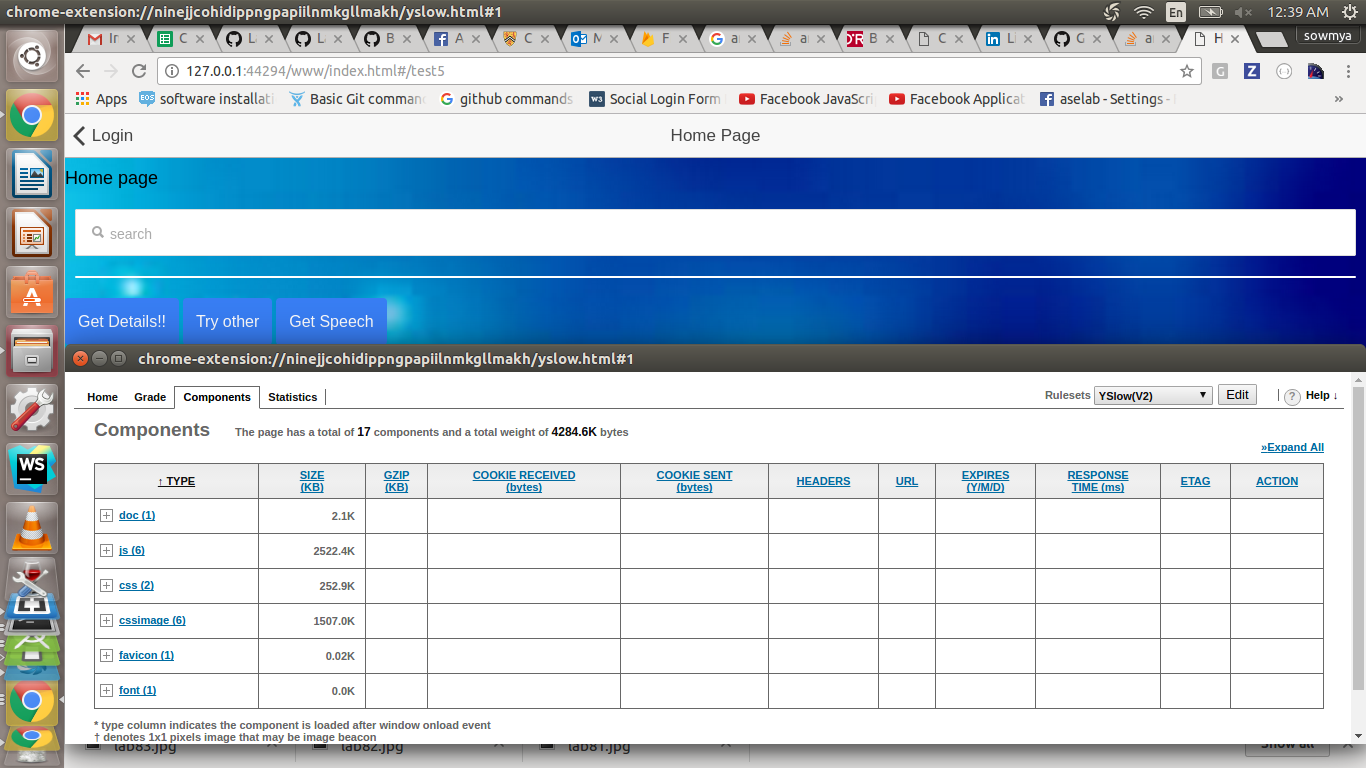 chrome-extension://ninejjcohidippngpapiilnmkgllmakh/yslow.html#1
En
12:39 AM
sowmya
127.0.0.1:44294/www/index.html#/test5
Apps
software installati
Basic Git comman
github commands
Social Login Form
Facebook JavaScri
Facebook Applicat
aselab - Settings -
»
Login
Home Page
Home page
search
Get Details!!
Try other
Get Speech
chrome-extension://ninejjcohidippngpapiilnmkgllmakh/yslow.html#1
Home
Grade
Components
Statistics
Rulesets
YSlow(V2)
Edit
? Help ↓
Components
The page has a total of 17 components and a total weight of 4284.6K bytes
»Expand All
↑ TYPE
SIZE
(KB)
GZIP
(KB)
COOKIE RECEIVED
(bytes)
COOKIE SENT
(bytes)
HEADERS
URL
EXPIRES
(Y/M/D)
RESPONSE
TIME (ms)
ETAG
ACTION
doc (1)
2.1K
js (6)
2522.4K
css (2)
252.9K
cssimage (6)
1507.0K
favicon (1)
0.02K
font (1)
0.0K
* type column indicates the component is loaded after window onload event
† denotes 1x1 pixels image that may be image beacon
lab83.jpg
lab82.jpg
lab81.jpg
Show all